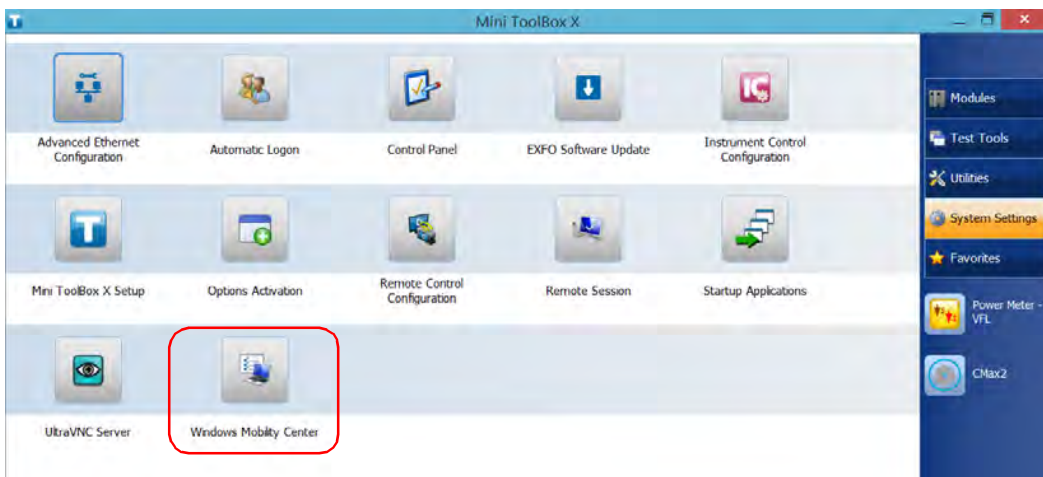 Mini ToolBox X
Advanced Ethernet
Configuration
Automatic Logon
Control Panel
EXFO Software Update
IC
Instrument Control
Configuration
T
Mini ToolBox X Setup
Options Activation
Remote Control
Configuration
Remote Session
Startup Applications
UltraVNC Server
Windows Mobility Center
Modules
Test Tools
Utilities
System Settings
Favorites
Power Meter -
VFL
CMax2